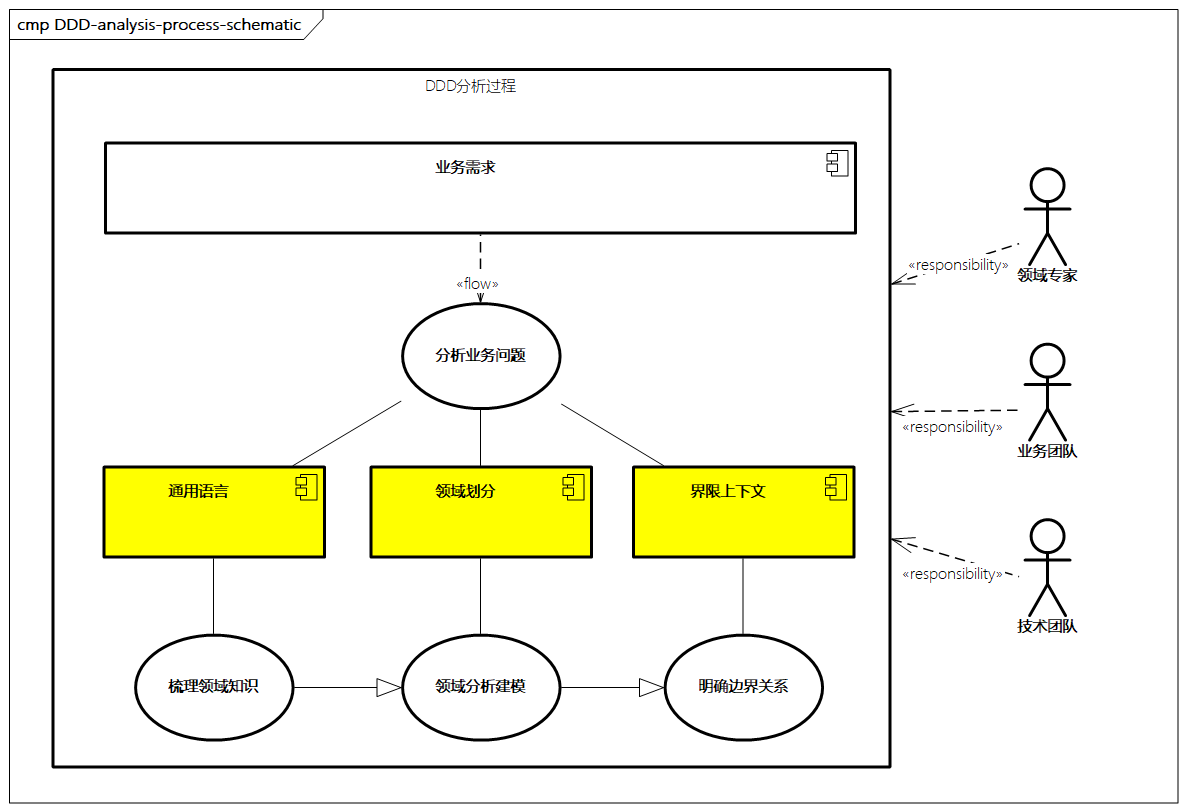 cmp DDD-analysis-process-schematic
DDD分析过程
业务需求
«flow»
分析业务问题
通用语言
领域划分
界限上下文
梳理领域知识
领域分析建模
明确边界关系
«responsibility»
领域专家
«responsibility»
业务团队
«responsibility»
技术团队